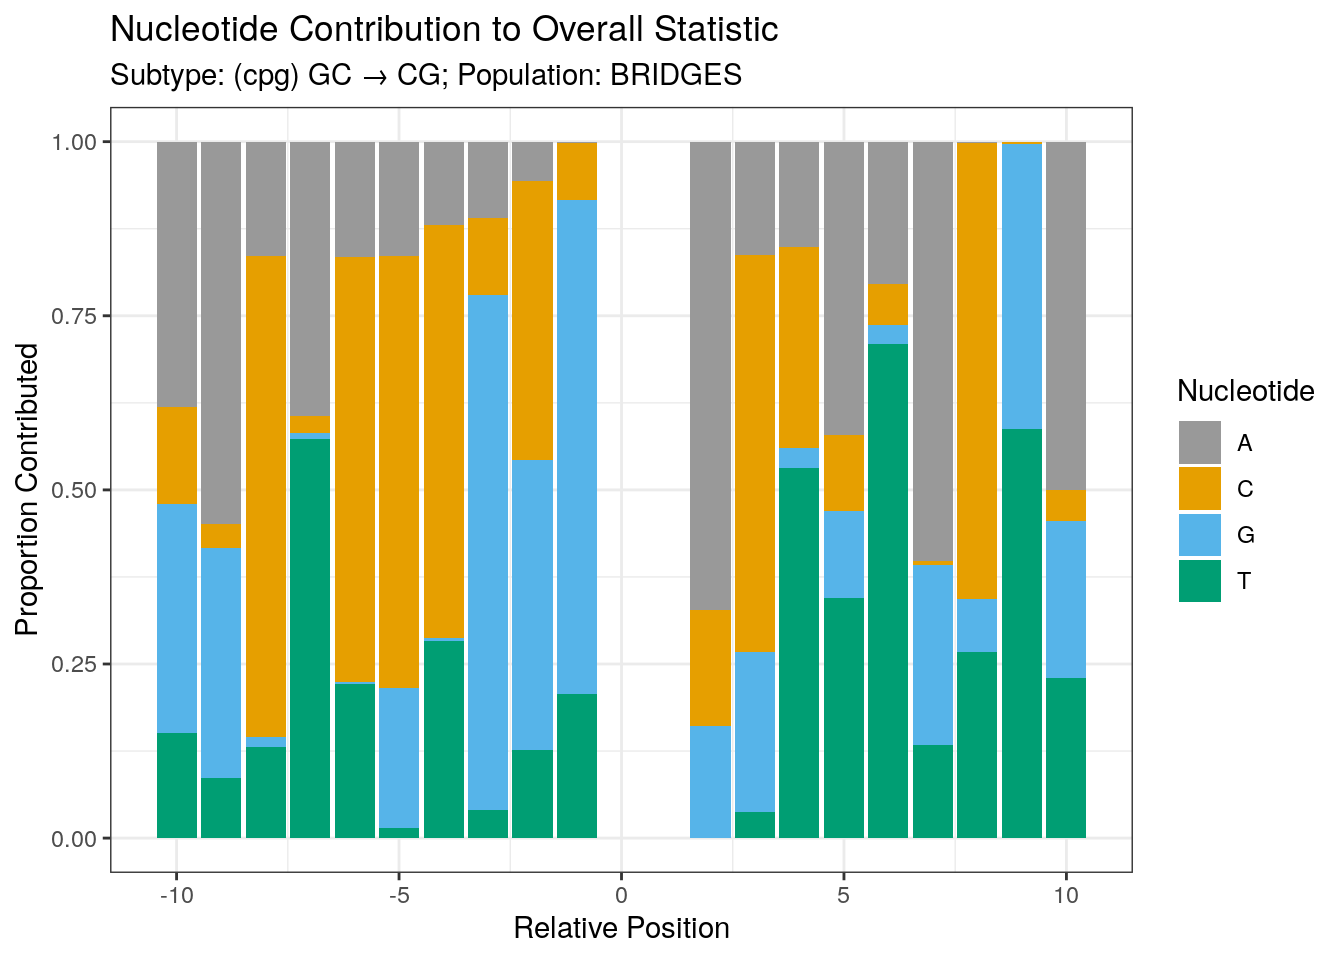 Nucleotide Contribution to Overall Statistic
Subtype: (cpg) GC → CG; Population: BRIDGES
1.00
0.75
0.50
0.25
0.00
Proportion Contributed
-10
-5
0
5
10
Relative Position
Nucleotide
A
C
G
T